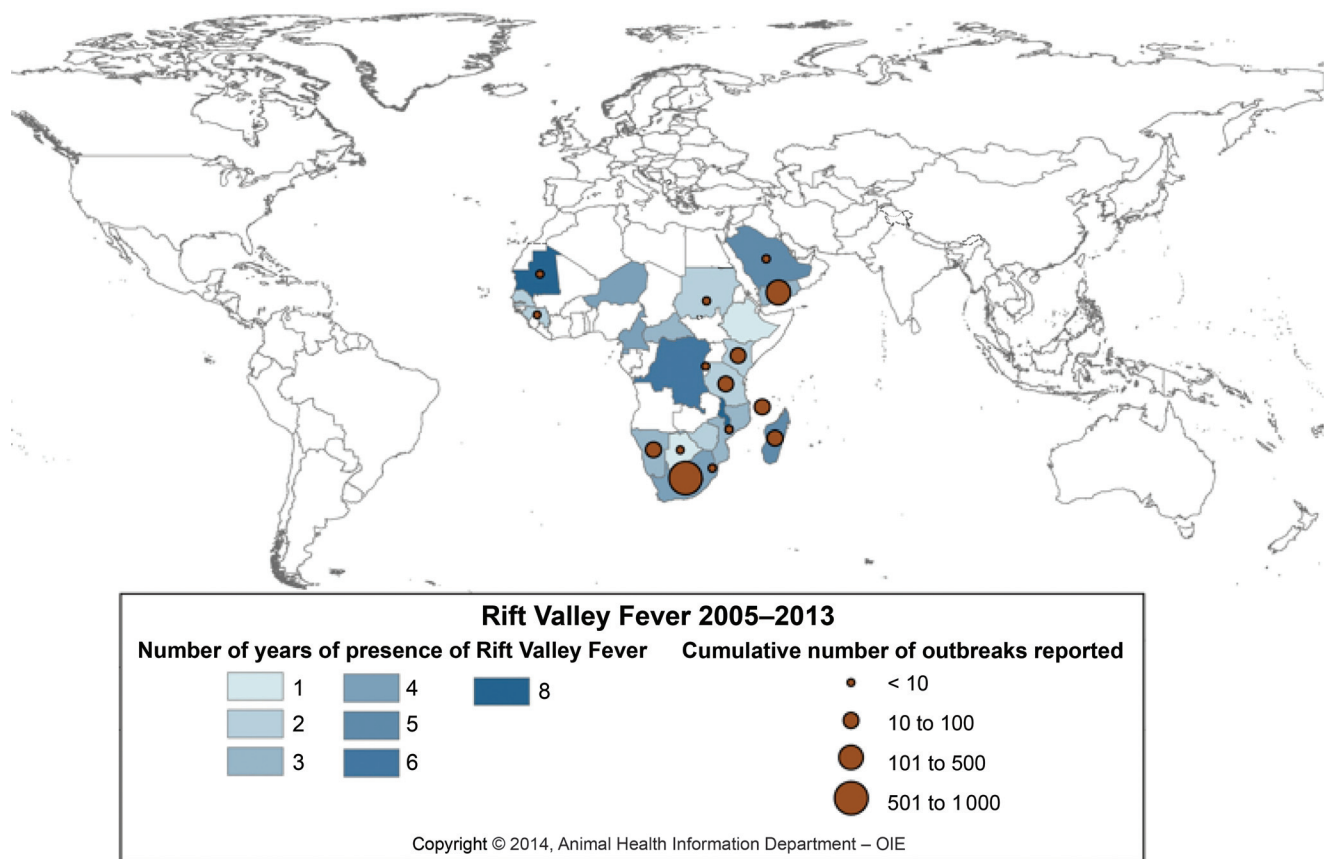 Rift Valley Fever 2005–2013
Number of years of presence of Rift Valley Fever
1
2
3
4
5
6
8
Cumulative number of outbreaks reported
< 10
10 to 100
101 to 500
501 to 1 000
Copyright © 2014, Animal Health Information Department – OIE